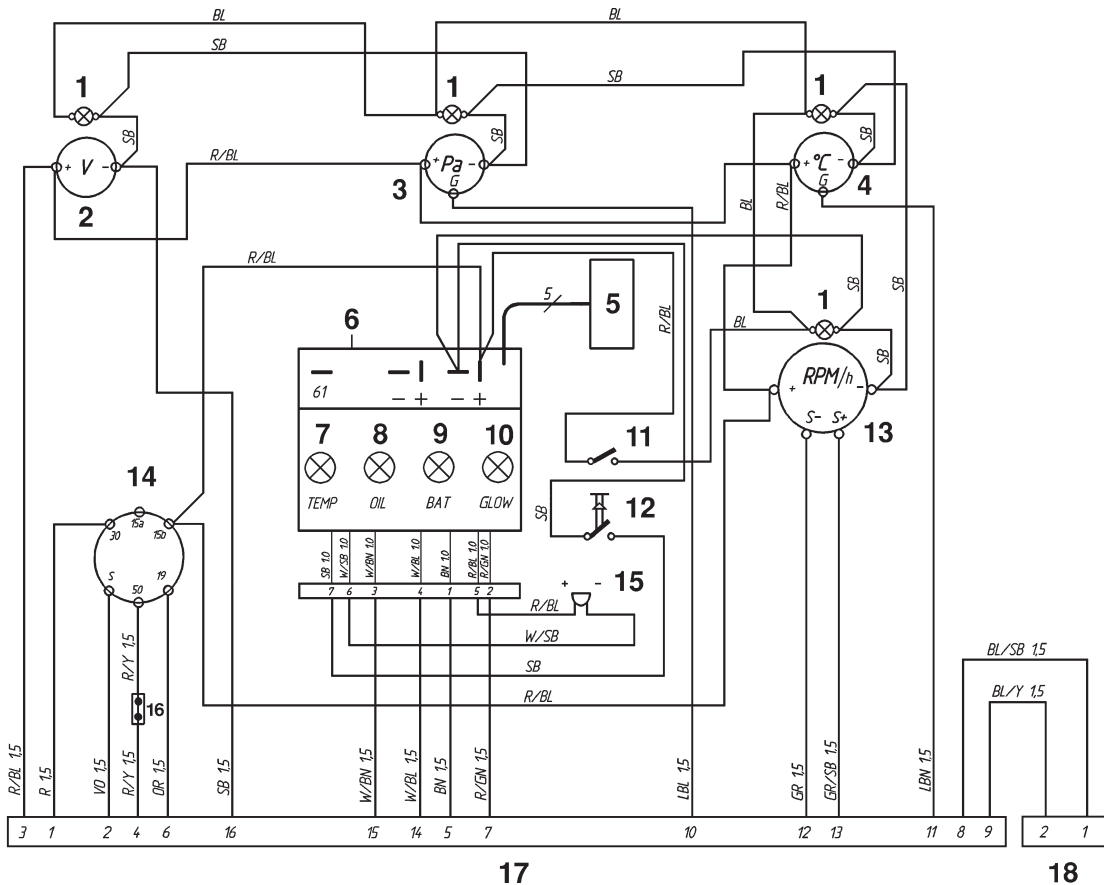 BL
BL
SB
SB
1
1
1
SB
SB
SB
+ V -
R/BL
+ Pa -
G
+ °C -
G
2
3
4
BL
R/BL
R/BL
5
5
R/BL
SB
SB
6
1
BL
SB
61
- +
- +
RPM/h
+ -
S- S+
13
7
8
9
10
11
TEMP
OIL
BAT
GLOW
14
15a
30
15b
S
19
50
SB
12
SB 1.0
W/SB 1.0
W/BN 1.0
W/BL 1.0
BN 1.0
R/BL 1.0
R/GN 1.0
7 6 3 4 1 5 2
+ -
15
R/BL
W/SB
SB
R/BL
R/Y 1,5
16
BL/SB 1,5
BL/Y 1,5
R/BL 1,5
R 1,5
VO 1,5
R/Y 1,5
OR 1,5
SB 1,5
W/BN 1,5
W/BL 1,5
BN 1,5
R/GN 1,5
LBL 1,5
GR 1,5
GR/SB 1,5
LBN 1,5
3 1 2 4 6 16 15 14 5 7 10 12 13 11 8 9
2 1
17
18